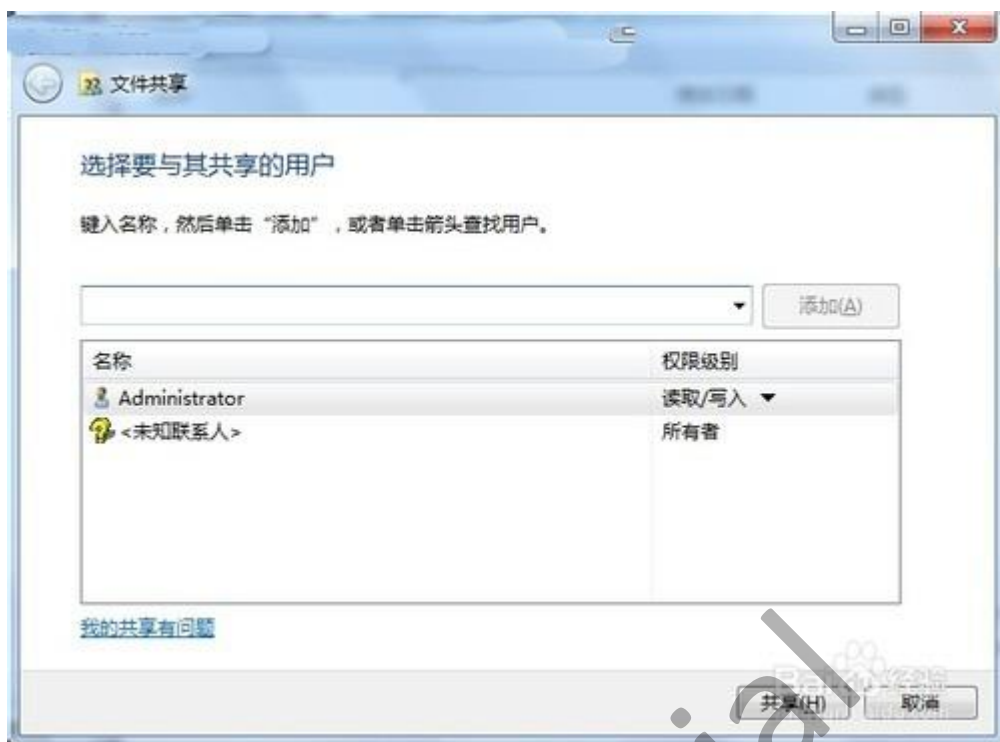 文件共享
选择要与其共享的用户
键入名称，然后单击“添加”，或者单击箭头查找用户。
添加(A)
名称 权限级别
Administrator 读取/写入
<未知联系人> 所有者
我的共享有问题
共享(H) 取消